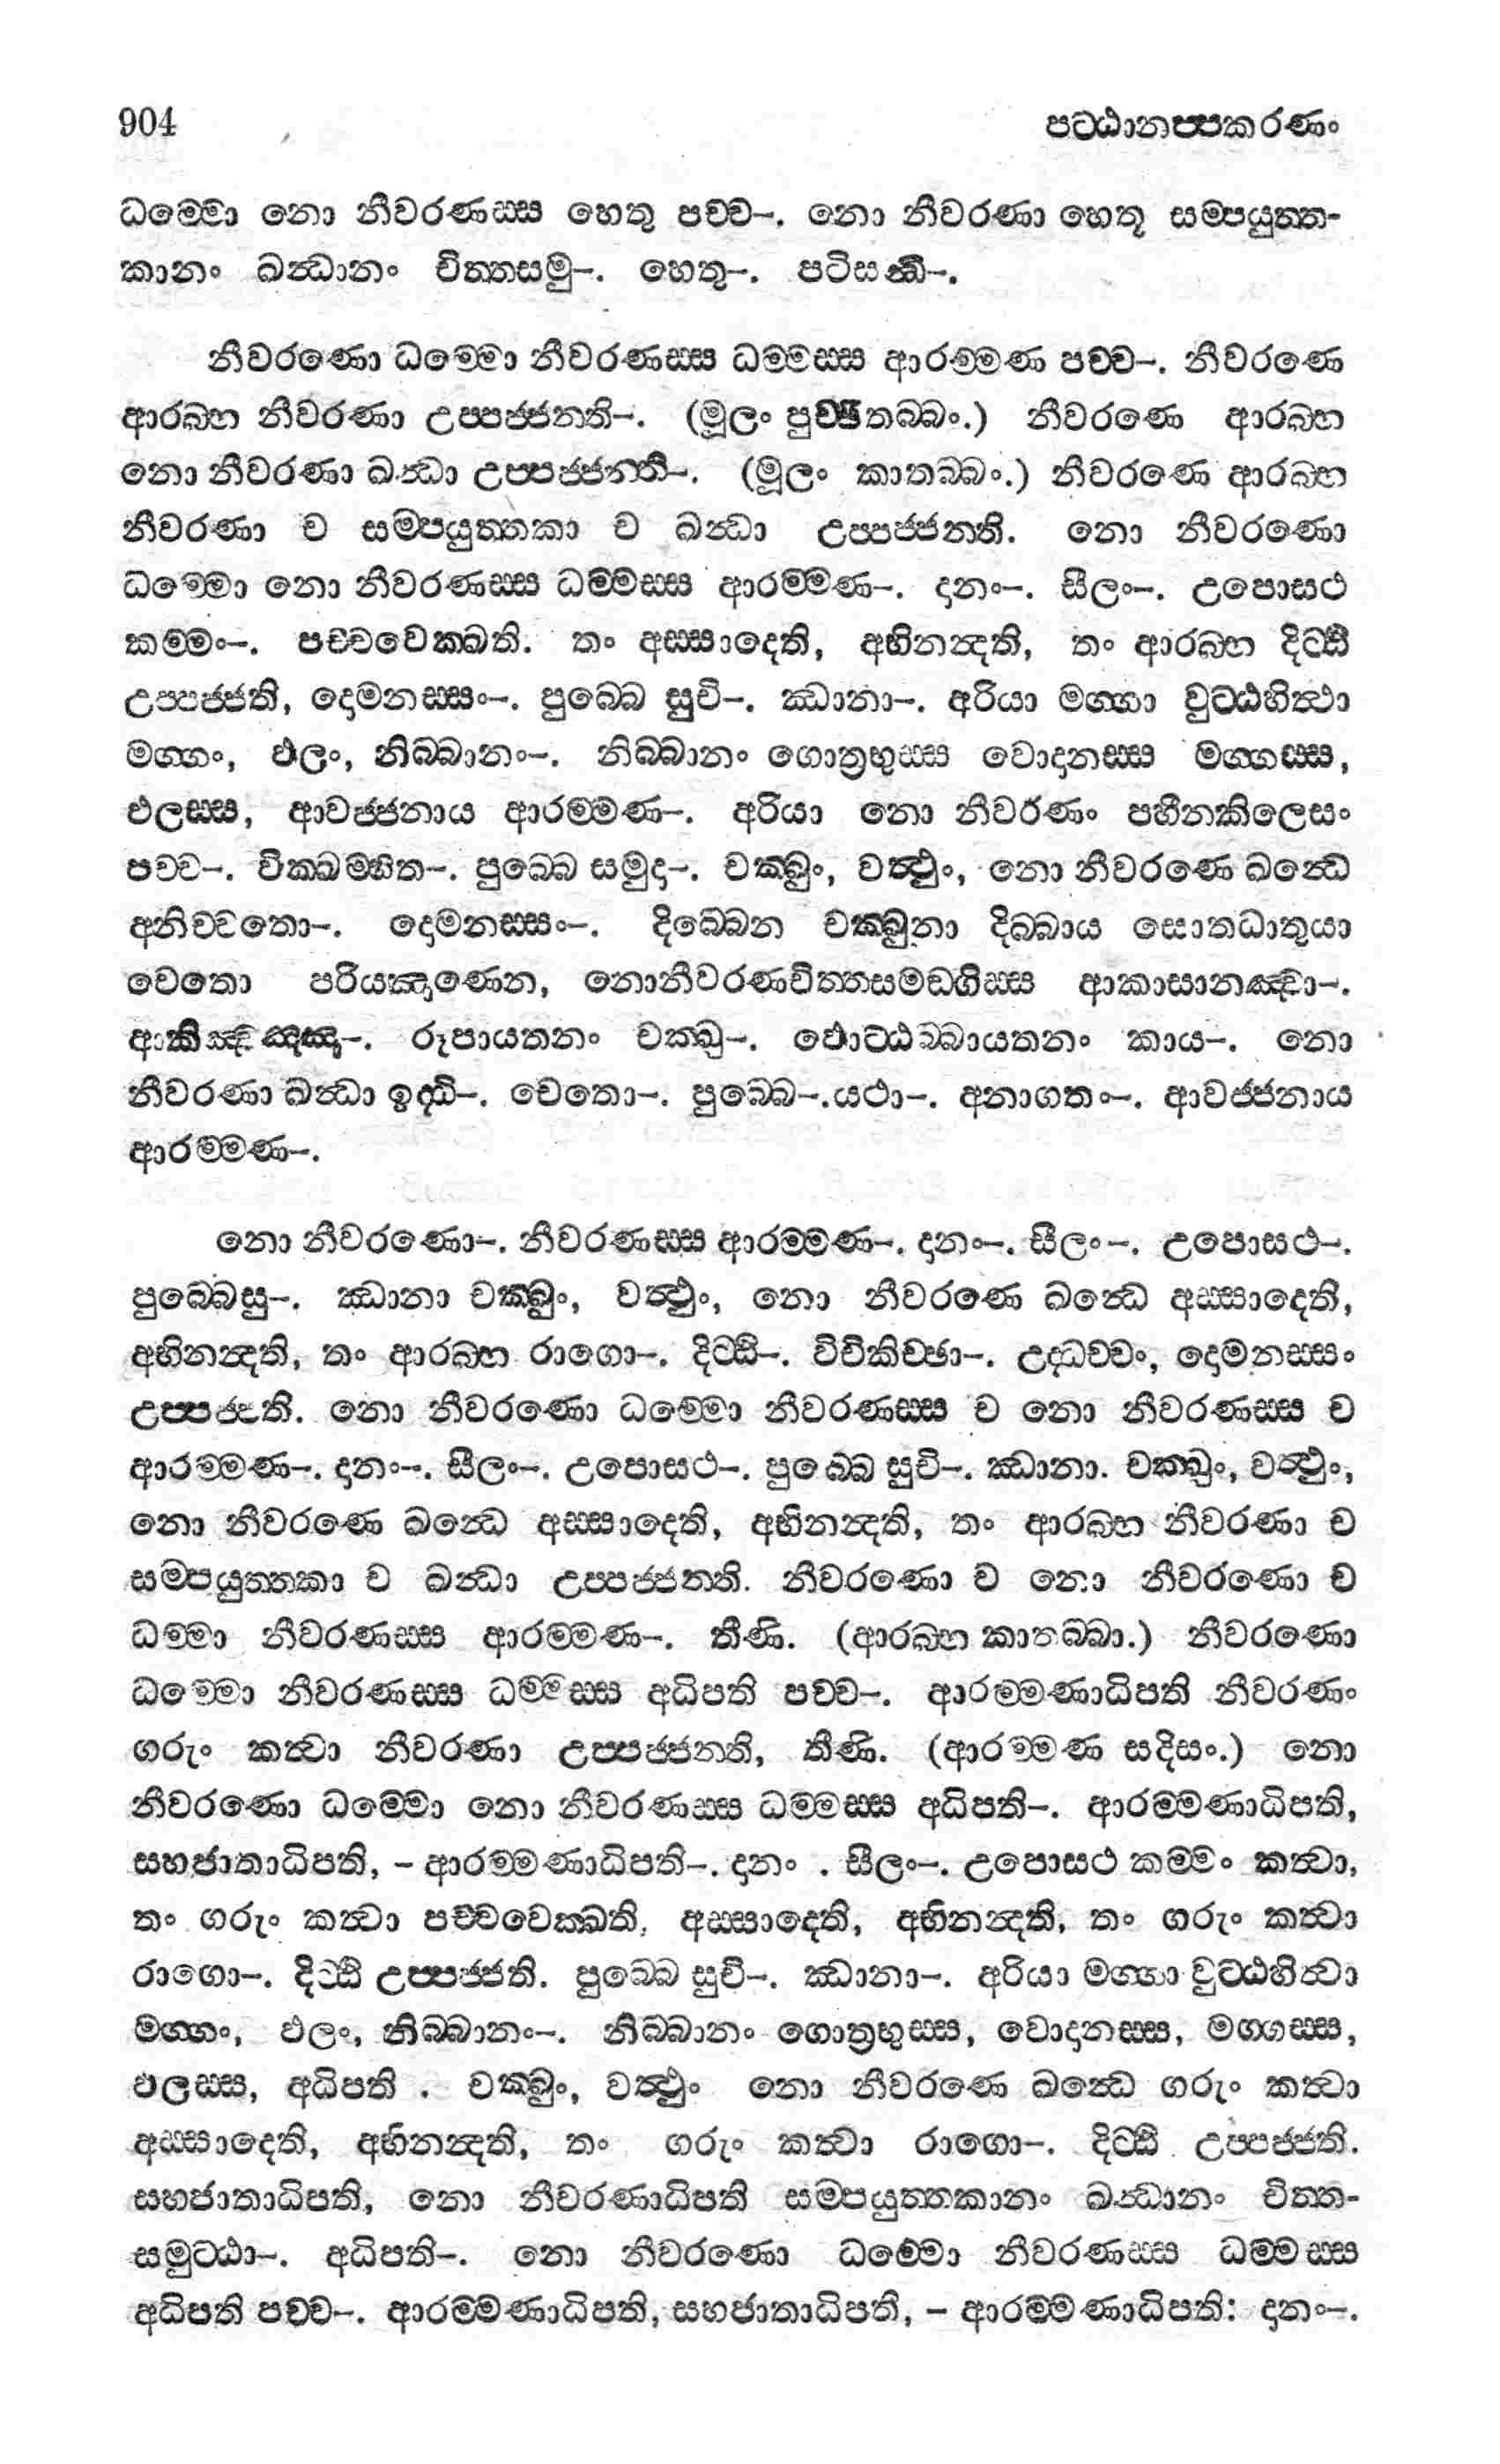 904 පට්ඨානප්පකරණං
ධම්මො නො නීවරණස්ස හෙතු පච්ච-. නො නීවරණා හෙතූ සම්පයුත්ත-
කානං ඛන්ධානං චිත්තසමු-. හෙතු-. පටිසන්ධි-.
නීවරණො ධම්මො නීවරණස්ස ධම්මස්ස ආරම්මණ පච්ච-. නීවරණෙ
ආරබ්භ නීවරණා උප්පජ්ජන්ති-. (මූලං පුච්ඡිතබ්බං.) නීවරණෙ ආරබ්භ
නො නීවරණා ඛන්ධා උප්පජ්ජන්ති-. (මූලං කාතබ්බං.) නීවරණෙ ආරබ්භ
නීවරණා ච සම්පයුත්තකා ච ඛන්ධා උප්පජ්ජන්ති. නො නීවරණො
ධම්මො නො නීවරණස්ස ධම්මස්ස ආරම්මණ-. දානං-. සීලං-. උපොසථ
කම්මං-. පච්චවෙක්ඛති. තං අස්සාදෙති, අභිනන්දති, තං ආරබ්භ දිට්ඨි
උප්පජ්ජති, දොමනස්සං-. පුබ්බෙ සුචි-. ඣානා-. අරියා මග්ගා වුට්ඨහිත්ථා
මග්ගං, ඵලං, නිබ්බානං-. නිබ්බානං ගොත්‍රභුස්ස වොදානස්ස මග්ගස්ස,
ඵලස්ස, ආවජ්ජනාය ආරම්මණ-. අරියා නො නීවරණං පහීනකිලෙසං
පච්ච-. වික්ඛම්භිත-. පුබ්බෙ සමුදා-. චක්ඛුං, වත්ථුං, නො නීවරණෙ ඛන්ධෙ
අනිච්චතො-. දොමනස්සං-. දිබ්බෙන චක්ඛුනා දිබ්බාය සොතධාතුයා
චෙතො පරියඤාණෙන, නොනීවරණචිත්තසමඞ්ගිස්ස ආකාසානඤ්චා-.
ආකිඤ්චඤ්ඤ-. රූපායතනං චක්ඛු-. ඵොට්ඨබ්බායතනං කාය-. නො
නීවරණා ඛන්ධා ඉද්ධි-. චෙතො-. පුබ්බෙ-.යථා-. අනාගතං-. ආවජ්ජනාය
ආරම්මණ-.
නො නීවරණො-. නීවරණස්ස ආරම්මණ-. දානං-. සීලං-. උපොසථ-.
පුබ්බෙසු-. ඣානා චක්ඛුං, වත්ථුං, නො නීවරණෙ ඛන්ධෙ අස්සාදෙති,
අභිනන්දති, තං ආරබ්භ රාගො-. දිට්ඨි-. විචිකිච්ඡා-. උද්ධච්චං, දොමනස්සං
උප්පජ්ජති. නො නීවරණො ධම්මො නීවරණස්ස ච නො නීවරණස්ස ච
ආරම්මණ-. දානං-. සීලං-. උපොසථ-. පුබ්බෙ සුචි-. ඣානා. චක්ඛුං, වත්ථුං,
නො නීවරණෙ ඛන්ධෙ අස්සාදෙති, අභිනන්දති, තං ආරබ්භ නීවරණා ච
සම්පයුත්තකා ච ඛන්ධා උප්පජ්ජන්ති. නීවරණො ච නො නීවරණො ච
ධම්මා නීවරණස්ස ආරම්මණ-. තීණි. (ආරබ්භ කාතබ්බා.) නීවරණො
ධම්මො නීවරණස්ස ධම්මස්ස අධිපති පච්ච-. ආරම්මණාධිපති නීවරණං
ගරුං කත්වා නීවරණා උප්පජ්ජන්ති, තීණි. (ආරම්මණ සදිසං.) නො
නීවරණො ධම්මො නො නීවරණස්ස ධම්මස්ස අධිපති-. ආරම්මණාධිපති,
සහජාතාධිපති, - ආරම්මණාධිපති-. දානං . සීලං-. උපොසථ කම්මං කත්වා,
තං ගරුං කත්වා පච්චවෙක්ඛති, අස්සාදෙති, අභිනන්දති, තං ගරුං කත්වා
රාගො-. දිට්ඨි උප්පජ්ජති. පුබ්බෙ සුචි-. ඣානා-. අරියා මග්ගා වුට්ඨහිත්වා
මග්ගං, ඵලං, නිබ්බානං-. නිබ්බානං ගොත්‍රභුස්ස, වොදානස්ස, මග්ගස්ස,
ඵලස්ස, අධිපති . චක්ඛුං, වත්ථුං නො නීවරණෙ ඛන්ධෙ ගරුං කත්වා
අස්සාදෙති, අභිනන්දති, තං ගරුං කත්වා රාගො-. දිට්ඨි උප්පජ්ජති.
සහජාතාධිපති, නො නීවරණාධිපති සම්පයුත්තකානං ඛන්ධානං චිත්ත-
සමුට්ඨා-. අධිපති-. නො නීවරණො ධම්මො නීවරණස්ස ධම්මස්ස
අධිපති පච්ච-. ආරම්මණාධිපති, සහජාතාධිපති, - ආරම්මණාධිපති: දානං-.